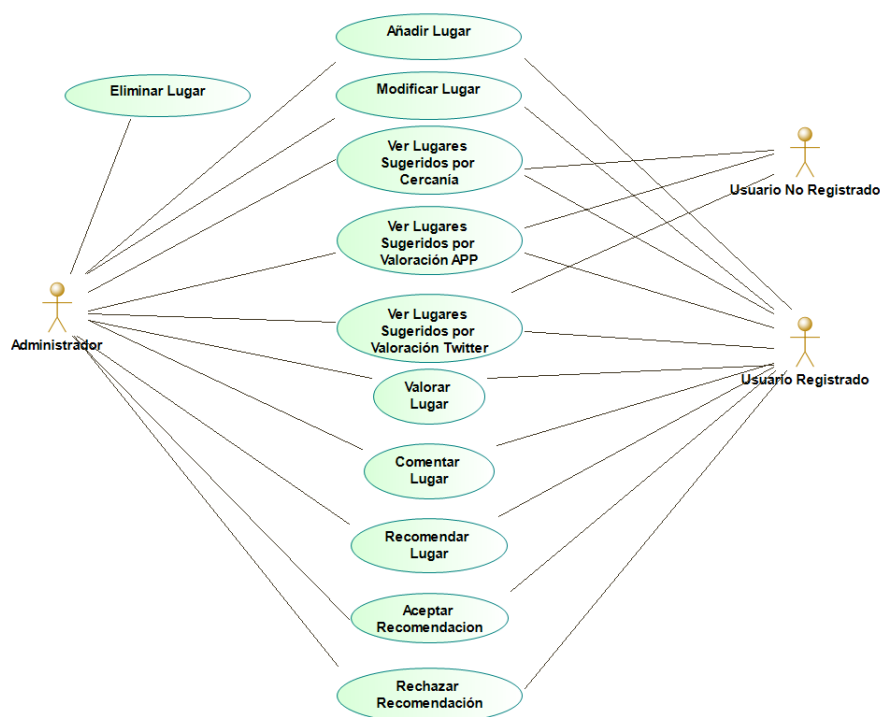 Añadir Lugar
Eliminar Lugar
Modificar Lugar
Ver Lugares
Sugeridos por
Cercanía
Usuario No Registrado
Ver Lugares
Sugeridos por
Valoración APP
Administrador
Ver Lugares
Sugeridos por
Valoración Twitter
Usuario Registrado
Valorar
Lugar
Comentar
Lugar
Recomendar
Lugar
Aceptar
Recomendacion
Rechazar
Recomendación